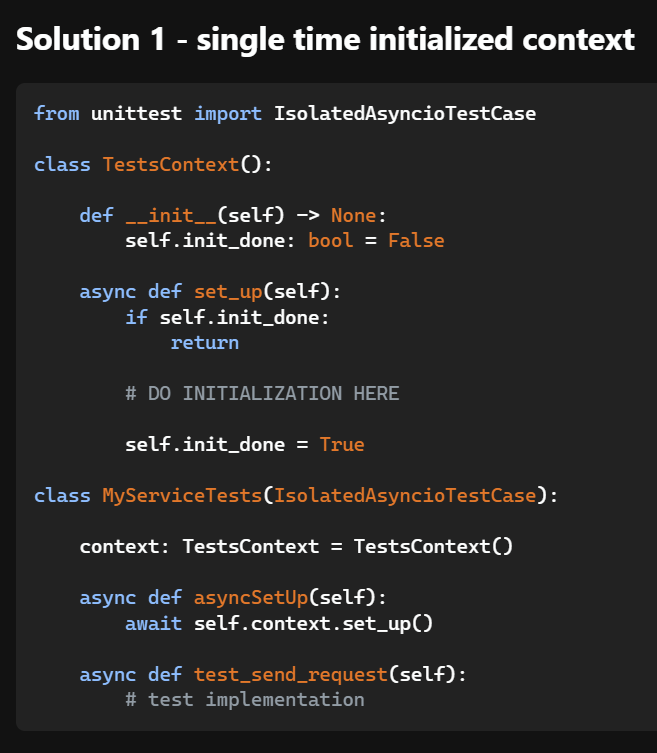 Solution 1 - single time initialized context
from unittest import IsolatedAsyncioTestCase
class TestsContext():
    def __init__(self) -> None:
        self.init_done: bool = False
    async def set_up(self):
        if self.init_done:
            return
        # DO INITIALIZATION HERE
        self.init_done = True
class MyServiceTests(IsolatedAsyncioTestCase):
    context: TestsContext = TestsContext()
    async def asyncSetUp(self):
        await self.context.set_up()
    async def test_send_request(self):
        # test implementation